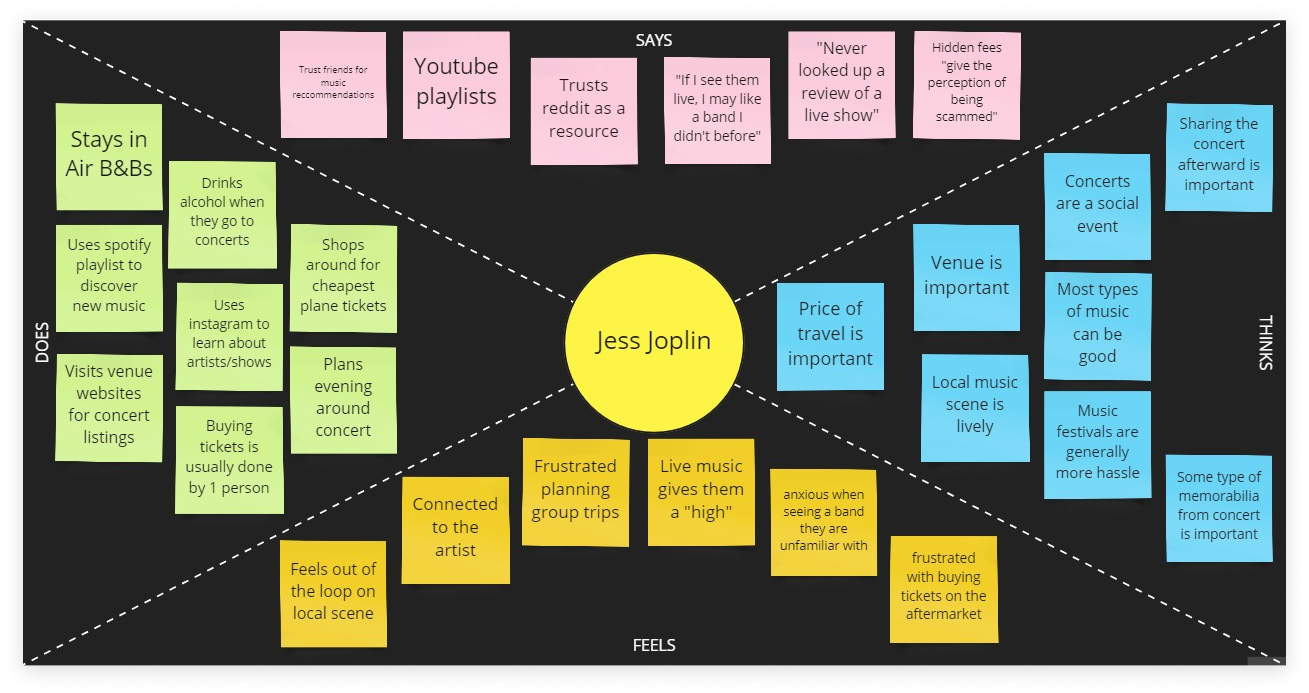 SAYS
Trust friends for
music
reccommendations
Youtube
playlists
Trusts
reddit as a
resource
"If I see them
live, I may like
a band I
didn't before"
"Never
looked up a
review of a
live show"
Hidden fees
"give the
perception of
being
scammed"
DOES
Stays in
Air B&Bs
Drinks
alcohol when
they go to
concerts
Uses spotify
playlist to
discover
new music
Shops
around for
cheapest
plane tickets
Uses
instagram to
learn about
artists/shows
Visits venue
websites
for concert
listings
Plans
evening
around
concert
Buying
tickets is
usually done
by 1 person
Jess Joplin
THINKS
Sharing the
concert
afterward is
important
Concerts
are a social
event
Venue is
important
Price of
travel is
important
Most types
of music
can be
good
Local music
scene is
lively
Music
festivals are
generally
more hassle
Some type of
memorabilia
from concert
is important
Feels out of
the loop on
local scene
Connected
to the
artist
Frustrated
planning
group trips
Live music
gives them
a "high"
anxious when
seeing a band
they are
unfamiliar with
frustrated
with buying
tickets on the
aftermarket
FEELS